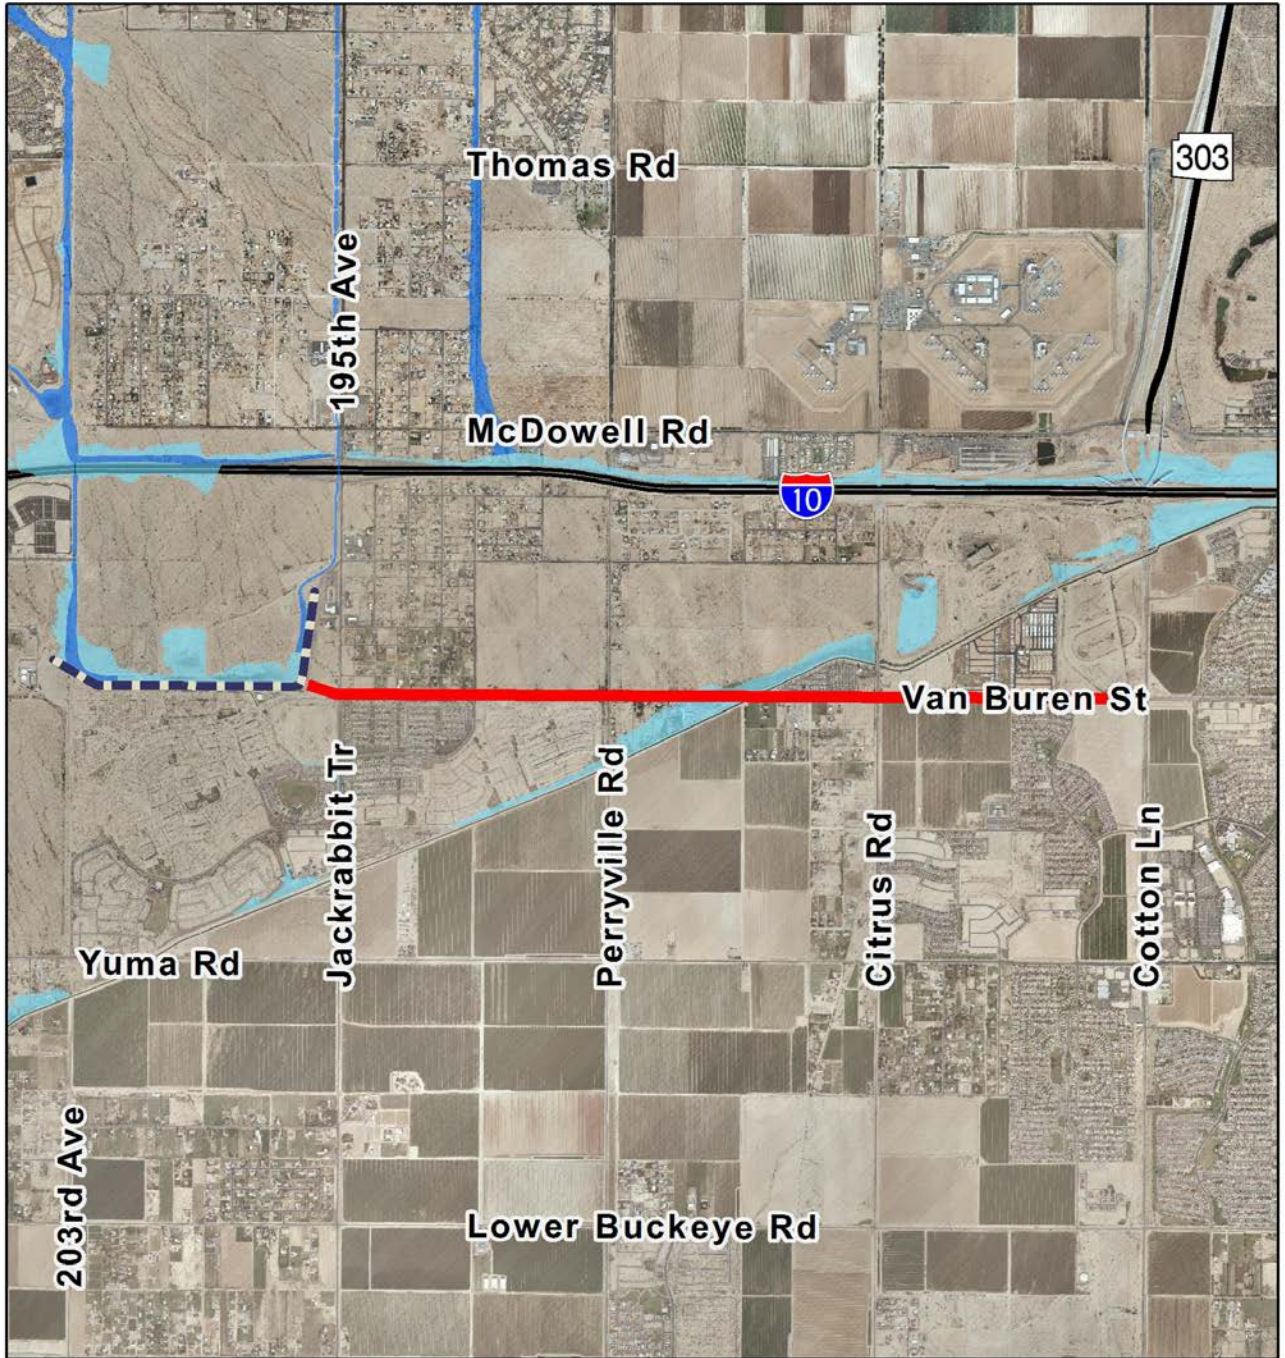 Thomas Rd
303
195th Ave
McDowell Rd
10
Van Buren St
Jackrabbit Tr
Perryville Rd
Citrus Rd
Cotton Ln
Yuma Rd
203rd Ave
Lower Buckeye Rd